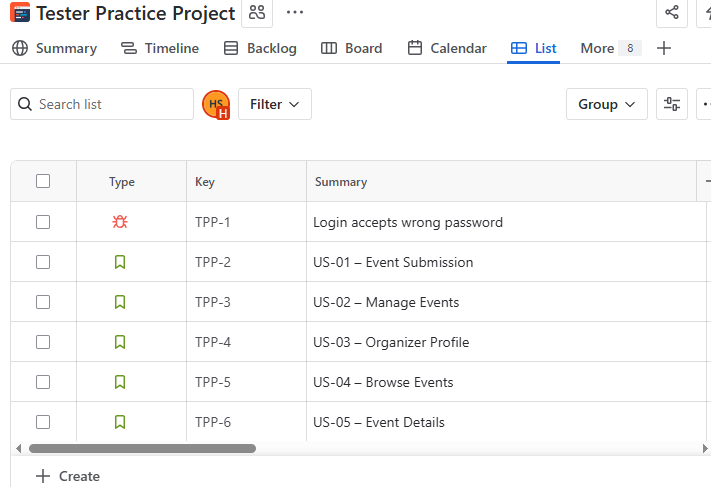 Tester Practice Project
Summary Timeline Backlog Board Calendar List More 8
Search list HS H Filter Group
Type Key Summary
TPP-1 Login accepts wrong password
TPP-2 US-01 – Event Submission
TPP-3 US-02 – Manage Events
TPP-4 US-03 – Organizer Profile
TPP-5 US-04 – Browse Events
TPP-6 US-05 – Event Details
Create